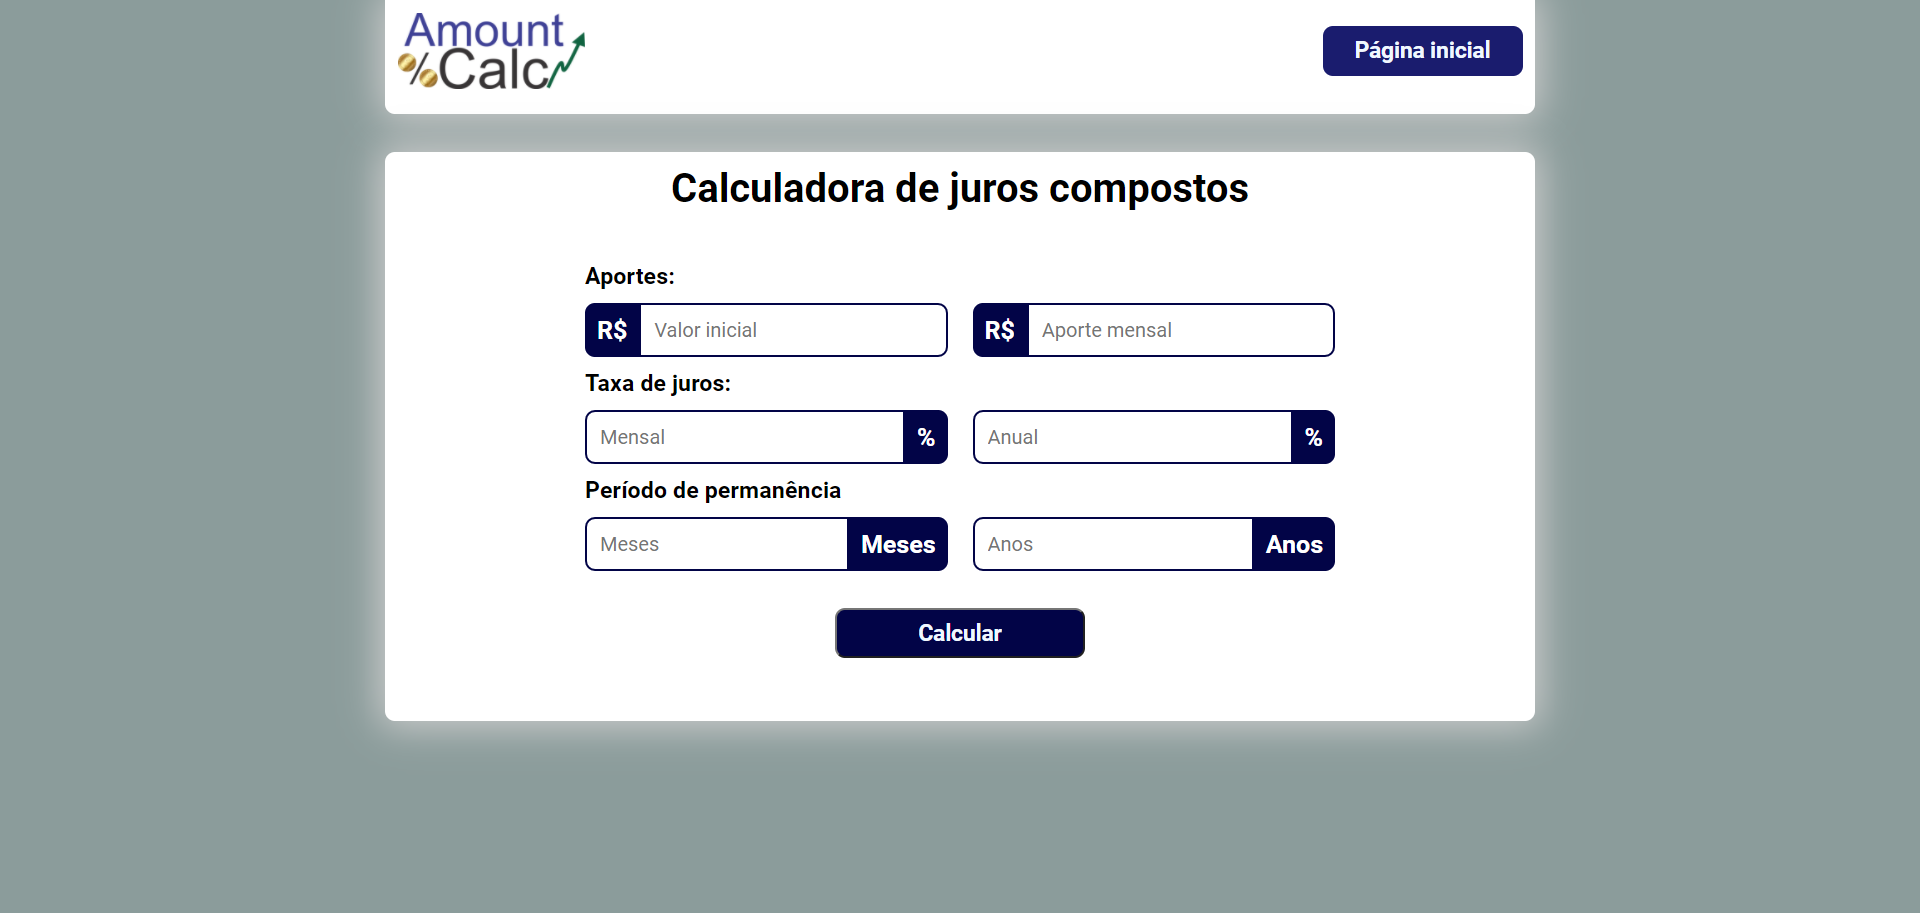 Amount
%Calc
Página inicial
Calculadora de juros compostos
Aportes:
R$ Valor inicial
R$ Aporte mensal
Taxa de juros:
Mensal %
Anual %
Período de permanência
Meses Meses
Anos Anos
Calcular